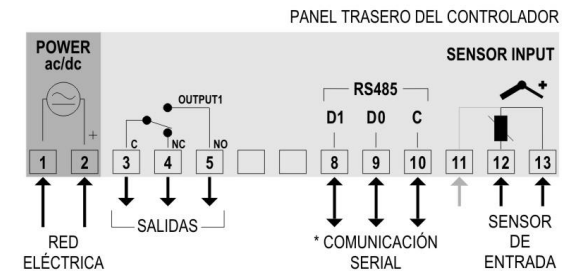 PANEL TRASERO DEL CONTROLADOR
POWER
ac/dc
SENSOR INPUT
+
OUTPUT1
RS485
D1 D0 C
+
C NC NO
1 2 3 4 5 8 9 10 11 12 13
SALIDAS
RED
ELÉCTRICA
* COMUNICACIÓN
SERIAL
SENSOR
DE
ENTRADA